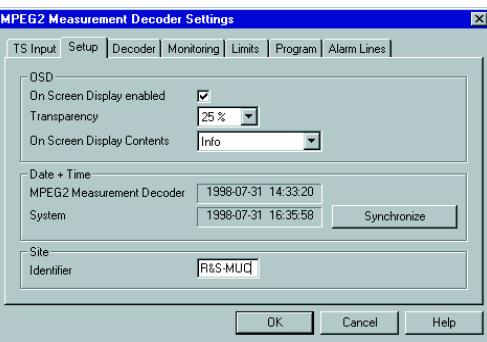 MPEG2 Measurement Decoder Settings
TS Input Setup Decoder Monitoring Limits Program Alarm Lines
OSD
On Screen Display enabled
Transparency 25 %
On Screen Display Contents Info
Date + Time
MPEG2 Measurement Decoder 1998-07-31 14:33:20
System 1998-07-31 16:35:58 Synchronize
Site
Identifier R&S-MUC
OK Cancel Help